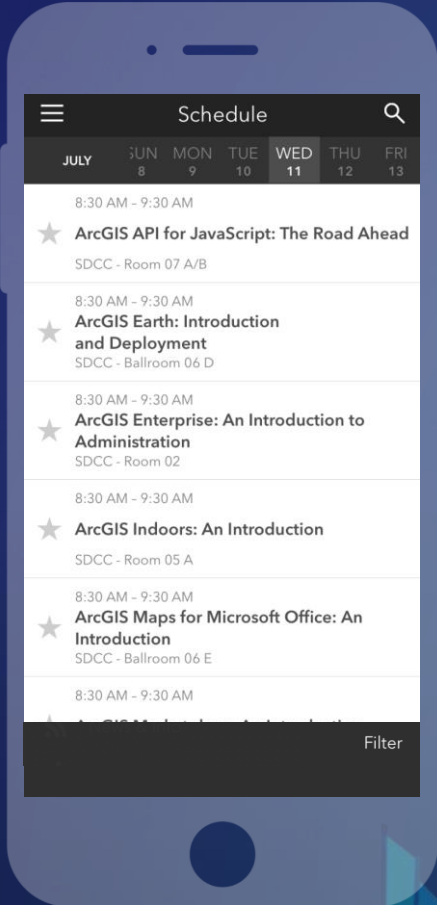 Schedule
JULY
SUN MON TUE WED THU FRI
8 9 10 11 12 13
8:30 AM – 9:30 AM
ArcGIS API for JavaScript: The Road Ahead
SDCC - Room 07 A/B
8:30 AM – 9:30 AM
ArcGIS Earth: Introduction
and Deployment
SDCC - Ballroom 06 D
8:30 AM – 9:30 AM
ArcGIS Enterprise: An Introduction to
Administration
SDCC - Room 02
8:30 AM – 9:30 AM
ArcGIS Indoors: An Introduction
SDCC - Room 05 A
8:30 AM – 9:30 AM
ArcGIS Maps for Microsoft Office: An
Introduction
SDCC - Ballroom 06 E
8:30 AM – 9:30 AM
Filter